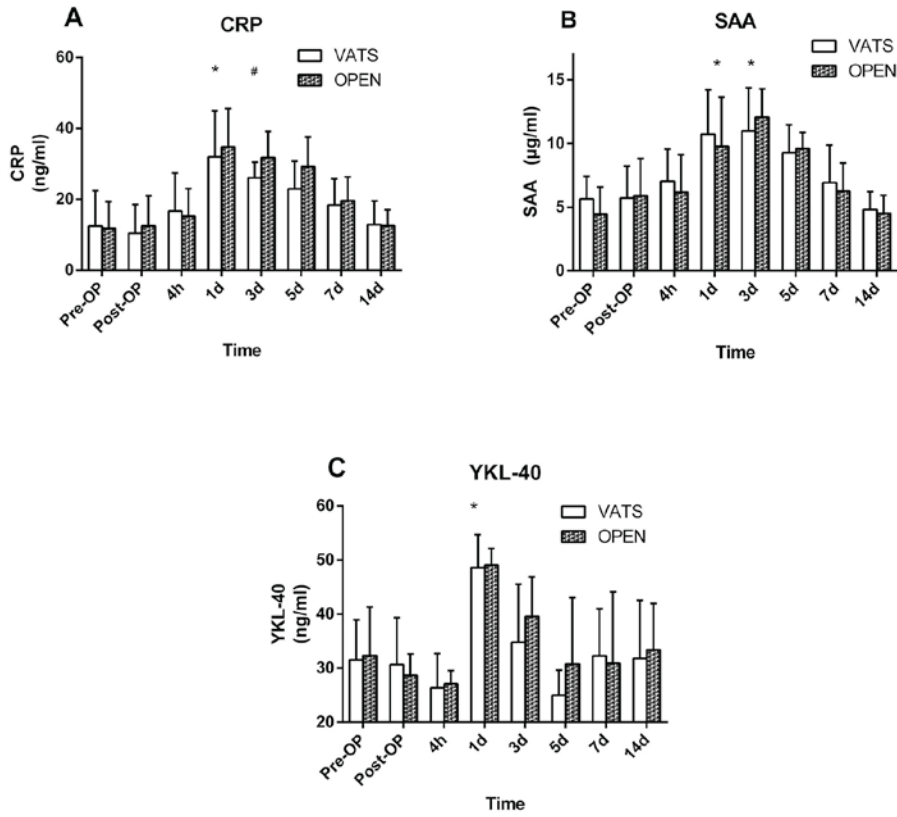 A
CRP
VATS
OPEN
*
#
60
40
20
0
CRP
(ng/ml)
Pre-OP
Post-OP
4h
1d
3d
5d
7d
14d
Time
B
SAA
VATS
OPEN
*
*
15
10
5
0
SAA (µg/ml)
Pre-OP
Post-OP
4h
1d
3d
5d
7d
14d
Time
C
YKL-40
VATS
OPEN
*
60
50
40
30
20
YKL-40
(ng/ml)
Pre-OP
Post-OP
4h
1d
3d
5d
7d
14d
Time